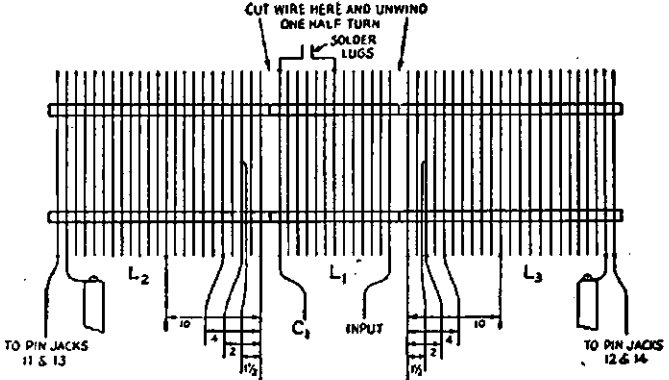 CUT WIRE HERE AND UNWIND
ONE HALF TURN
SOLDER
LUGS
L2
L1
L3
10
4
2
1½
C1
INPUT
1½
2
4
10
TO PIN JACKS
11 & 13
TO PIN JACKS
12 & 14